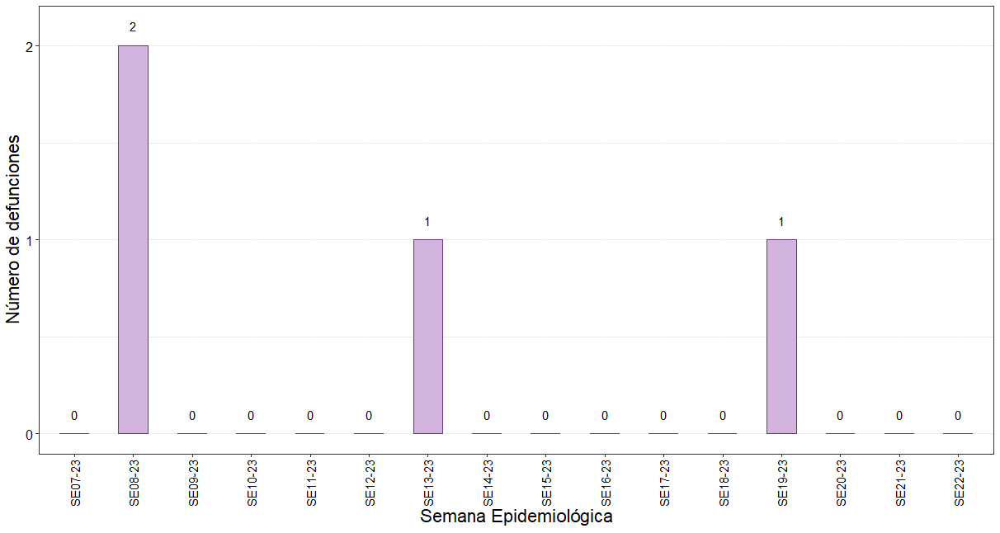 Número de defunciones
2
1
0
0
2
0
0
0
0
1
0
0
0
0
0
1
0
0
0
SE07-23
SE08-23
SE09-23
SE10-23
SE11-23
SE12-23
SE13-23
SE14-23
SE15-23
SE16-23
SE17-23
SE18-23
SE19-23
SE20-23
SE21-23
SE22-23
Semana Epidemiológica